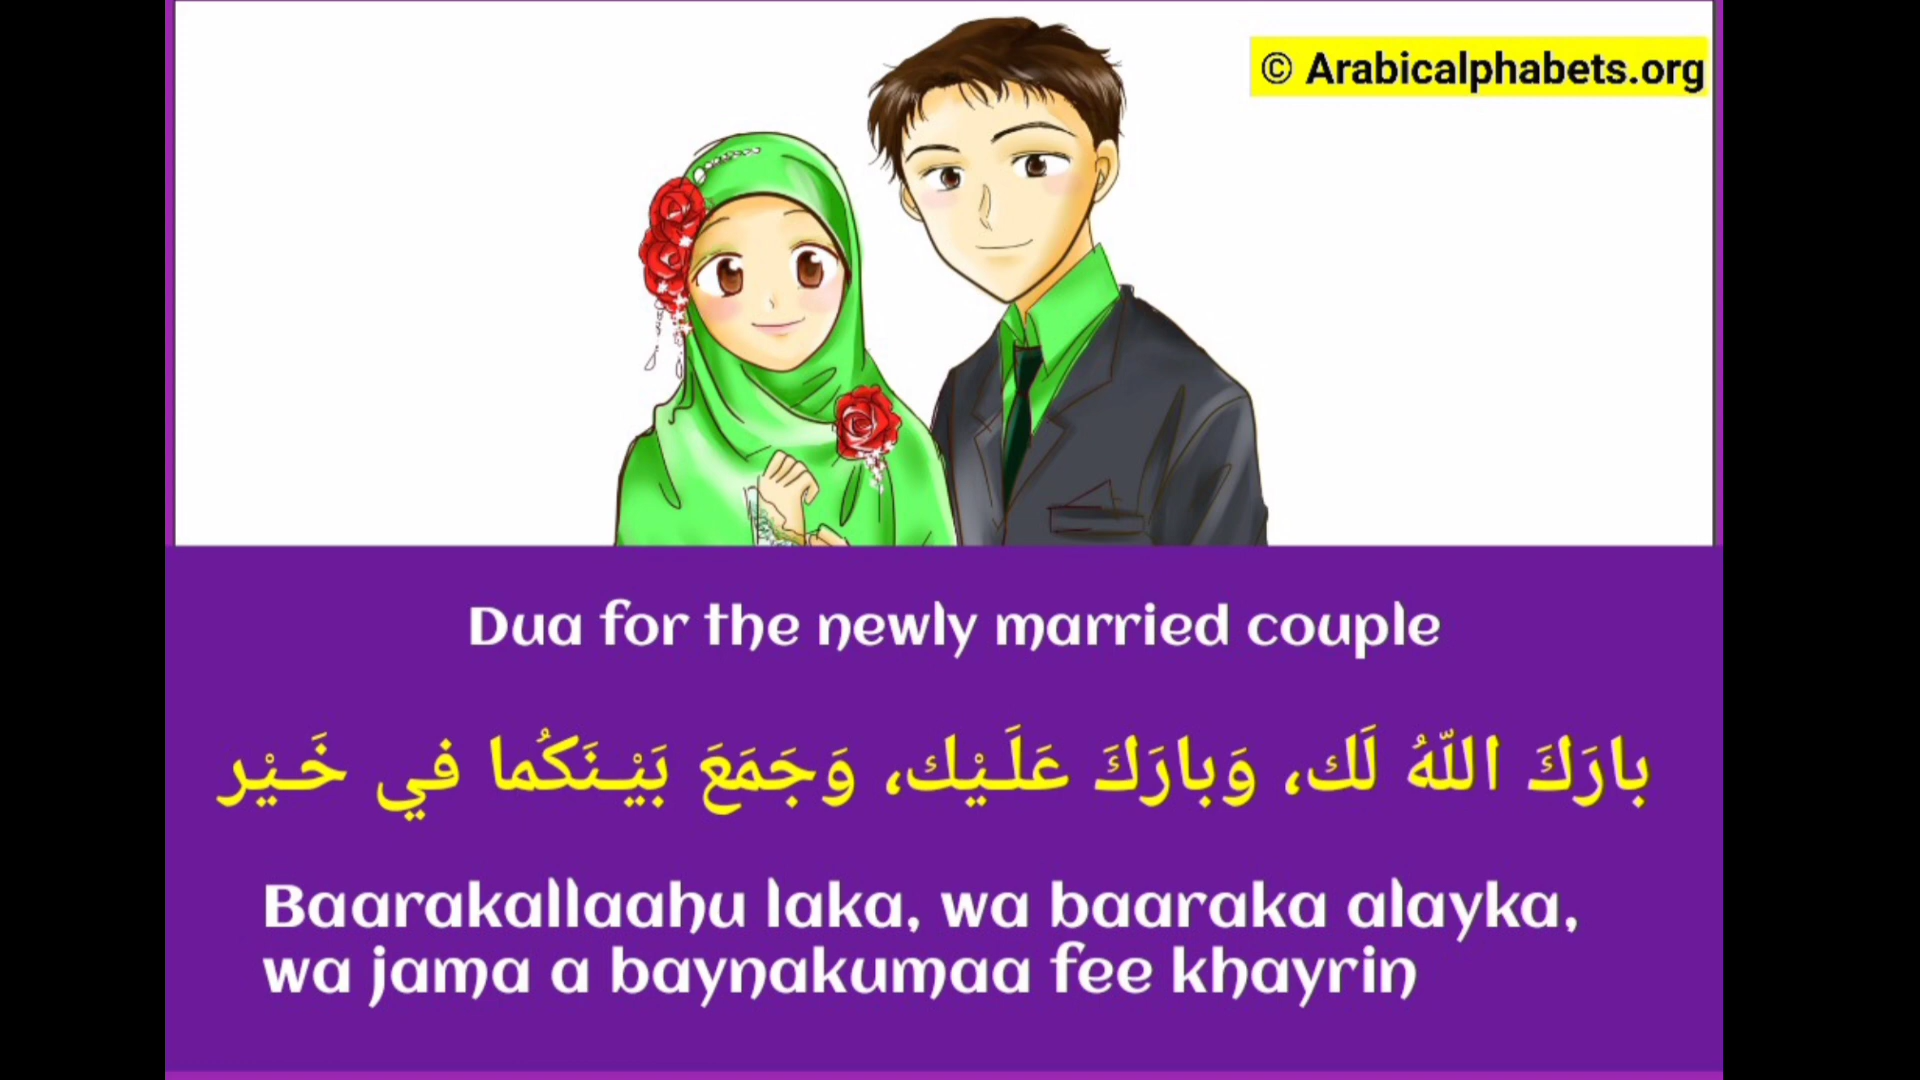 © Arabicalphabets.org
Dua for the newly married couple
بارَكَ اللّهُ لَك، وَبارَكَ عَلَـيْك، وَجَمَعَ بَيْـنَكُما في خَـيْر
Baarakallaahu laka, wa baaraka alayka,
wa jama a baynakumaa fee khayrin